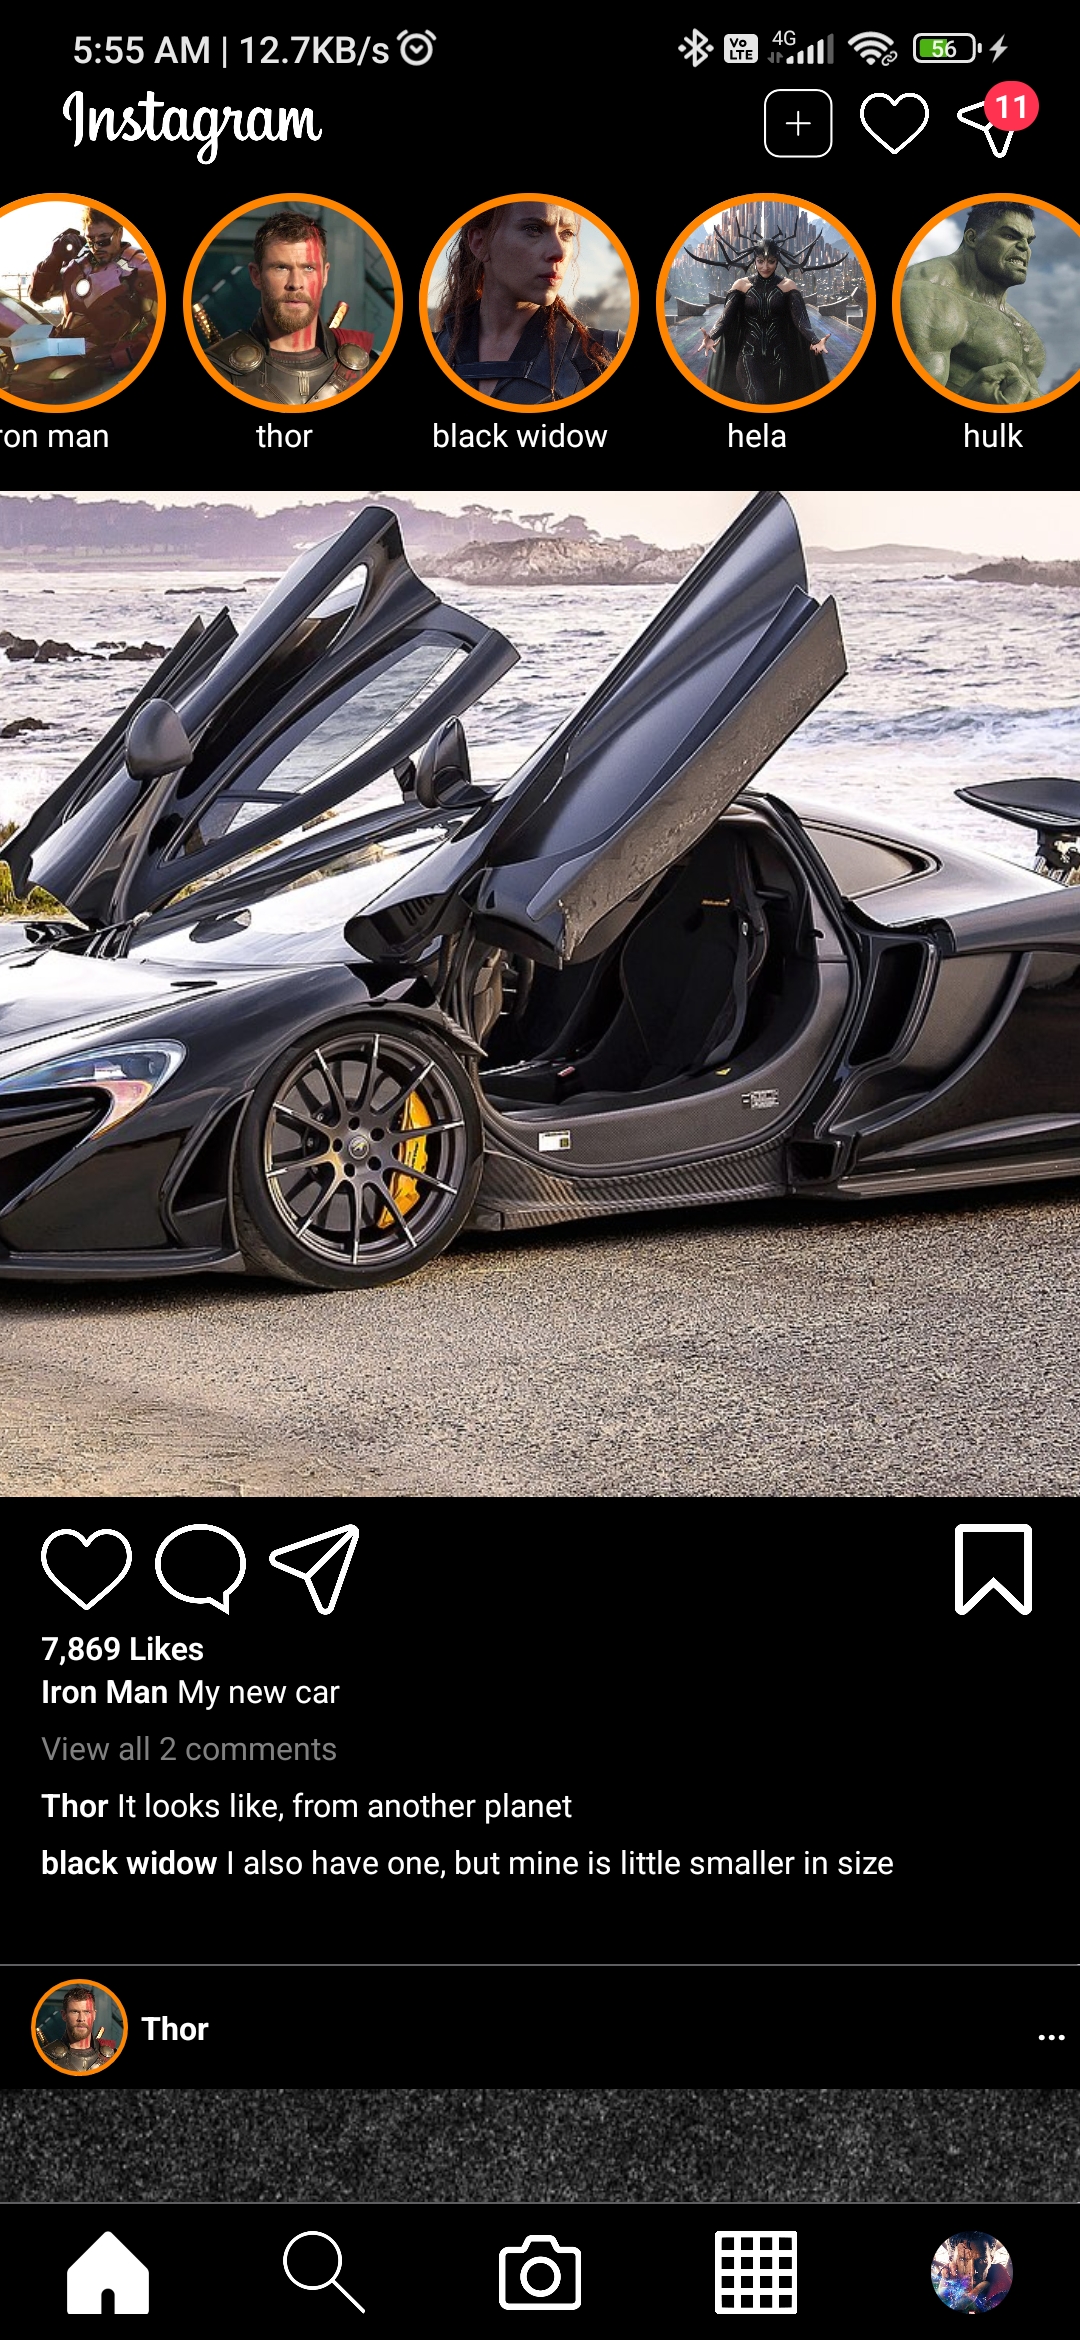 5:55 AM | 12.7KB/s Vo LTE 4G 56
Instagram 11
ron man thor black widow hela hulk
7,869 Likes
Iron Man My new car
View all 2 comments
Thor It looks like, from another planet
black widow I also have one, but mine is little smaller in size
Thor ...